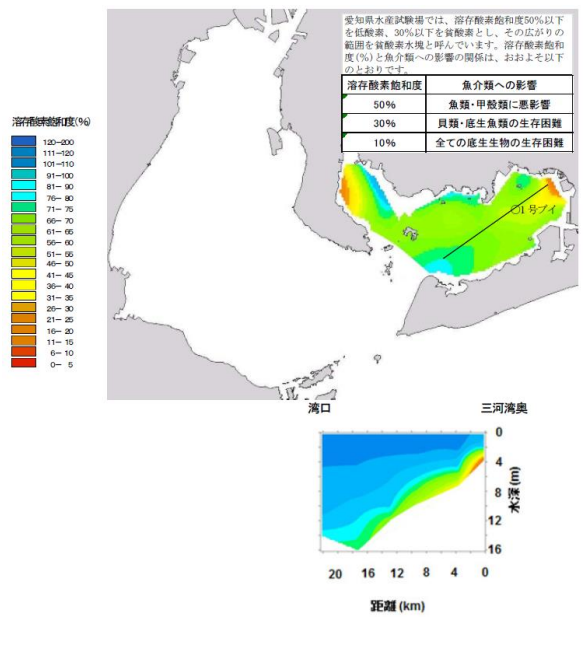 愛知県水産試験場では、溶存酸素飽和度50%以下
を低酸素、30%以下を貧酸素とし、その広がりの
範囲を貧酸素水塊と呼んでいます。溶存酸素飽和
度(%)と魚介類への影響の関係は、おおよそ以下
のとおりです。
溶存酸素飽和度 魚介類への影響
50% 魚類・甲殻類に悪影響
30% 貝類・底生魚類の生存困難
10% 全ての底生生物の生存困難
溶存酸素飽和度(%)
120-200
111-120
101-110
91-100
81- 90
76- 80
71- 75
66- 70
61- 65
56- 60
51- 55
46- 50
41- 45
36- 40
31- 35
26- 30
21- 25
16- 20
11- 15
6- 10
0- 5
○1号ブイ
湾口 三河湾奥
0
4
8
12
16
水深(m)
20 16 12 8 4 0
距離(km)